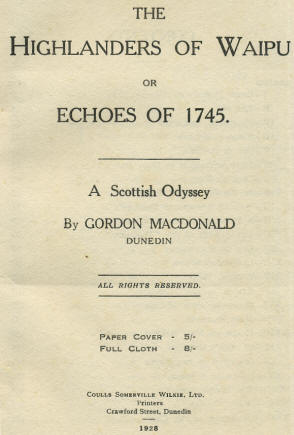 THE
HIGHLANDERS OF WAIPU
OR
ECHOES OF 1745.
A Scottish Odyssey
By GORDON MACDONALD
DUNEDIN
ALL RIGHTS RESERVED.
PAPER COVER - 5/-
FULL CLOTH - 8/-
COULLS SOMERVILLE WILKIE, LTD.
Printers
Crawford Street, Dunedin
1928